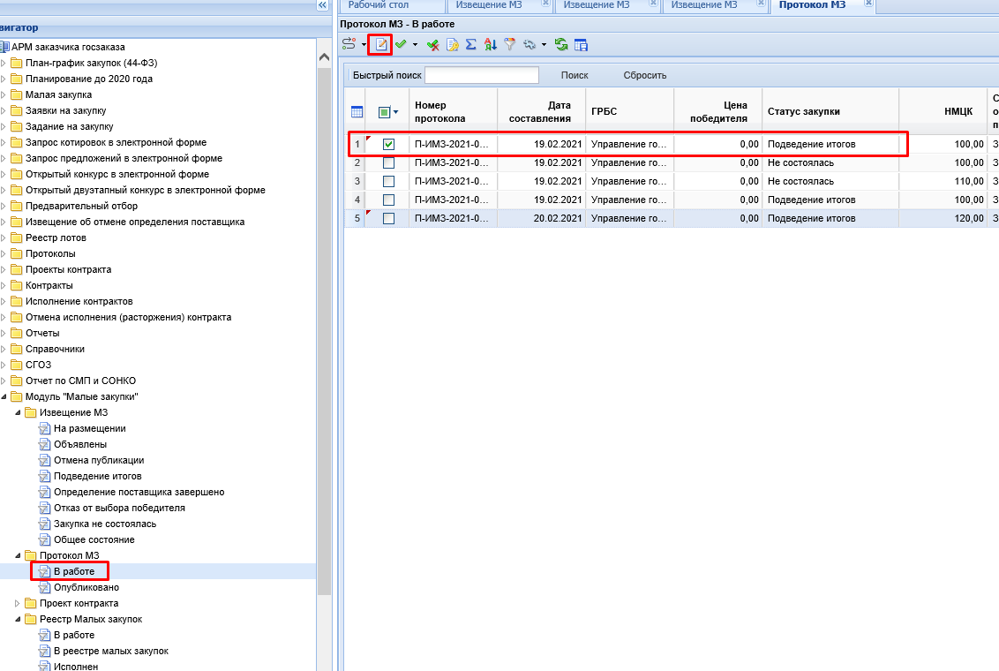 Рабочий стол
Извещение МЗ
Извещение МЗ
Извещение МЗ
Протокол МЗ
вигатор
АРМ заказчика госзаказа
План-график закупок (44-ФЗ)
Планирование до 2020 года
Малая закупка
Заявки на закупку
Задание на закупку
Запрос котировок в электронной форме
Запрос предложений в электронной форме
Открытый конкурс в электронной форме
Открытый двуэтапный конкурс в электронной форме
Предварительный отбор
Извещение об отмене определения поставщика
Реестр лотов
Протоколы
Проекты контракта
Контракты
Исполнение контрактов
Отмена исполнения (расторжения) контракта
Отчеты
Справочники
СГОЗ
Отчет по СМП и СОНКО
Модуль "Малые закупки"
Извещение МЗ
На размещении
Объявлены
Отмена публикации
Подведение итогов
Определение поставщика завершено
Отказ от выбора победителя
Закупка не состоялась
Общее состояние
Протокол МЗ
В работе
Опубликовано
Проект контракта
Реестр Малых закупок
В работе
В реестре малых закупок
Исполнен
Протокол МЗ - В работе
Быстрый поиск Поиск Сбросить
Номер протокола Дата составления ГРБС Цена победителя Статус закупки НМЦК С о п
1 П-ИМЗ-2021-0... 19.02.2021 Управление го... 0,00 Подведение итогов 100,00 З
2 П-ИМЗ-2021-0... 19.02.2021 Управление го... 0,00 Не состоялась 100,00 З
3 П-ИМЗ-2021-0... 19.02.2021 Управление го... 0,00 Не состоялась 110,00 З
4 П-ИМЗ-2021-0... 19.02.2021 Управление го... 0,00 Подведение итогов 100,00 З
5 П-ИМЗ-2021-0... 20.02.2021 Управление го... 0,00 Подведение итогов 120,00 З